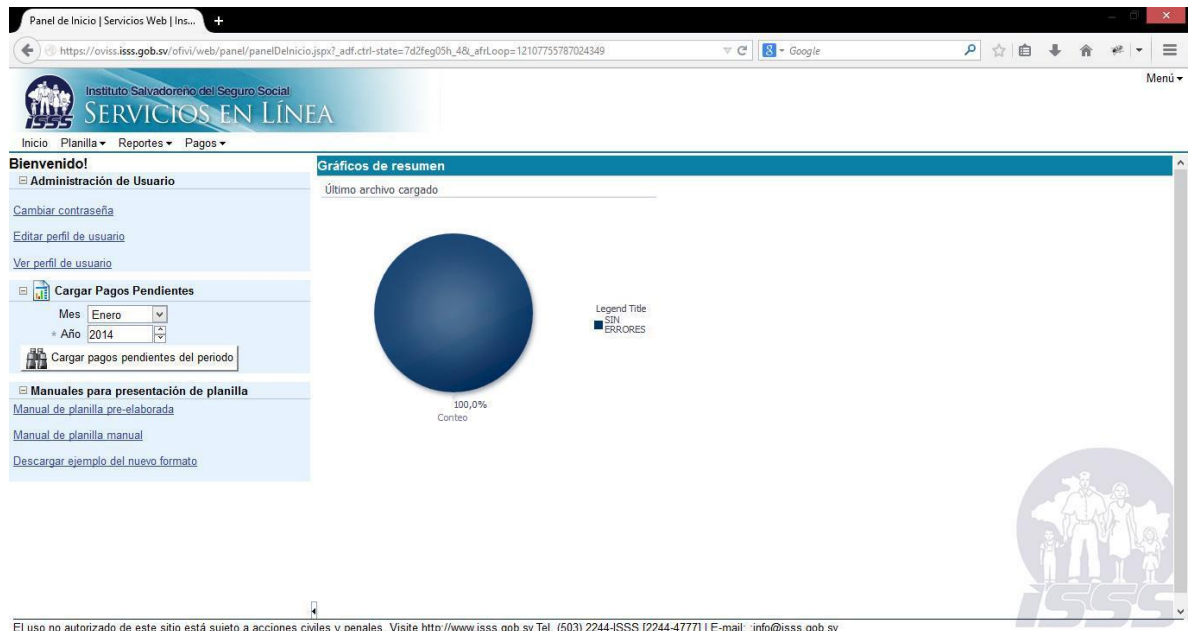 Panel de Inicio | Servicios Web | Ins...
https://oviss.isss.gob.sv/ofivi/web/panel/panelDeInicio.jspx?_adf.ctrl-state=7d2feg05h_4&_afrLoop=12107755787024349
8 - Google
Menú
Instituto Salvadoreño del Seguro Social
SERVICIOS EN LÍNEA
ISSS
Inicio Planilla Reportes Pagos
Bienvenido!
Administración de Usuario
Cambiar contraseña
Editar perfil de usuario
Ver perfil de usuario
Cargar Pagos Pendientes
Mes Enero
Año 2014
Cargar pagos pendientes del periodo
Manuales para presentación de planilla
Manual de planilla pre-elaborada
Manual de planilla manual
Descargar ejemplo del nuevo formato
Gráficos de resumen
Último archivo cargado
Legend Title
SIN
ERRORES
100,0%
Conteo
ISSS
El uso no autorizado de este sitio está sujeto a acciones civiles y penales. Visite http://www.isss.gob.sv Tel. (503) 2244-ISSS [2244-4777] | E-mail: :info@isss.gob.sv